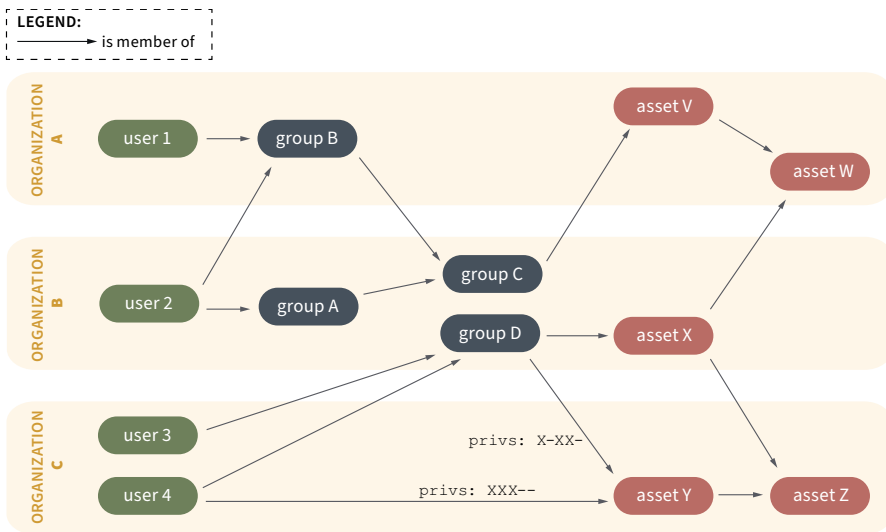 LEGEND:
is member of
ORGANIZATION
A
user 1
group B
asset V
asset W
ORGANIZATION
B
user 2
group A
group C
group D
asset X
ORGANIZATION
C
user 3
user 4
privs: X-XX-
privs: XXX--
asset Y
asset Z